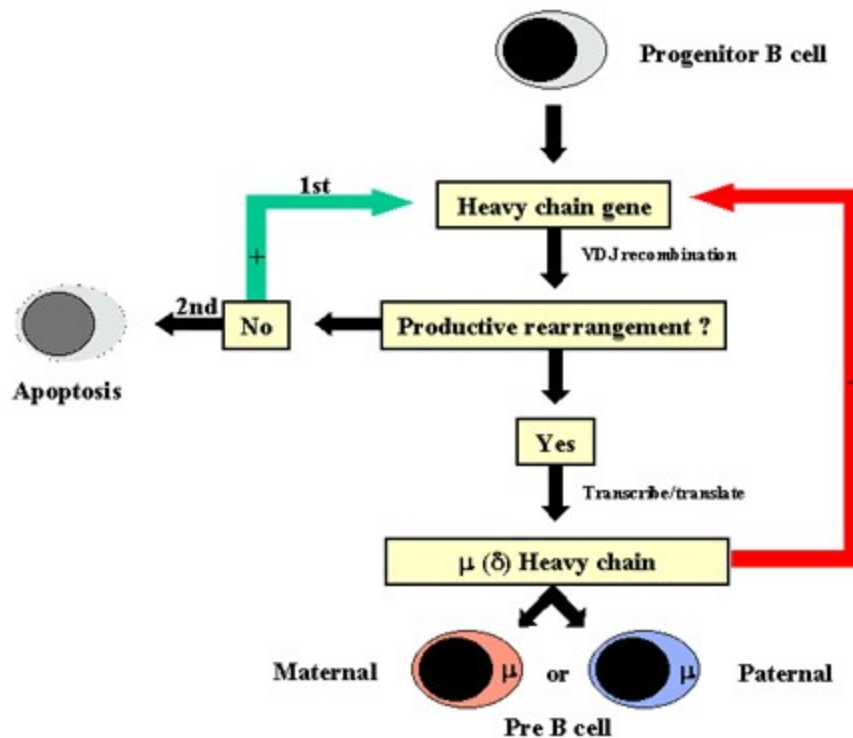 Progenitor B cell
1st
Heavy chain gene
+
VDJ recombination
2nd
No
Productive rearrangement ?
Apoptosis
-
Yes
Transcribe/translate
μ (δ) Heavy chain
Maternal
μ
or
μ
Paternal
Pre B cell